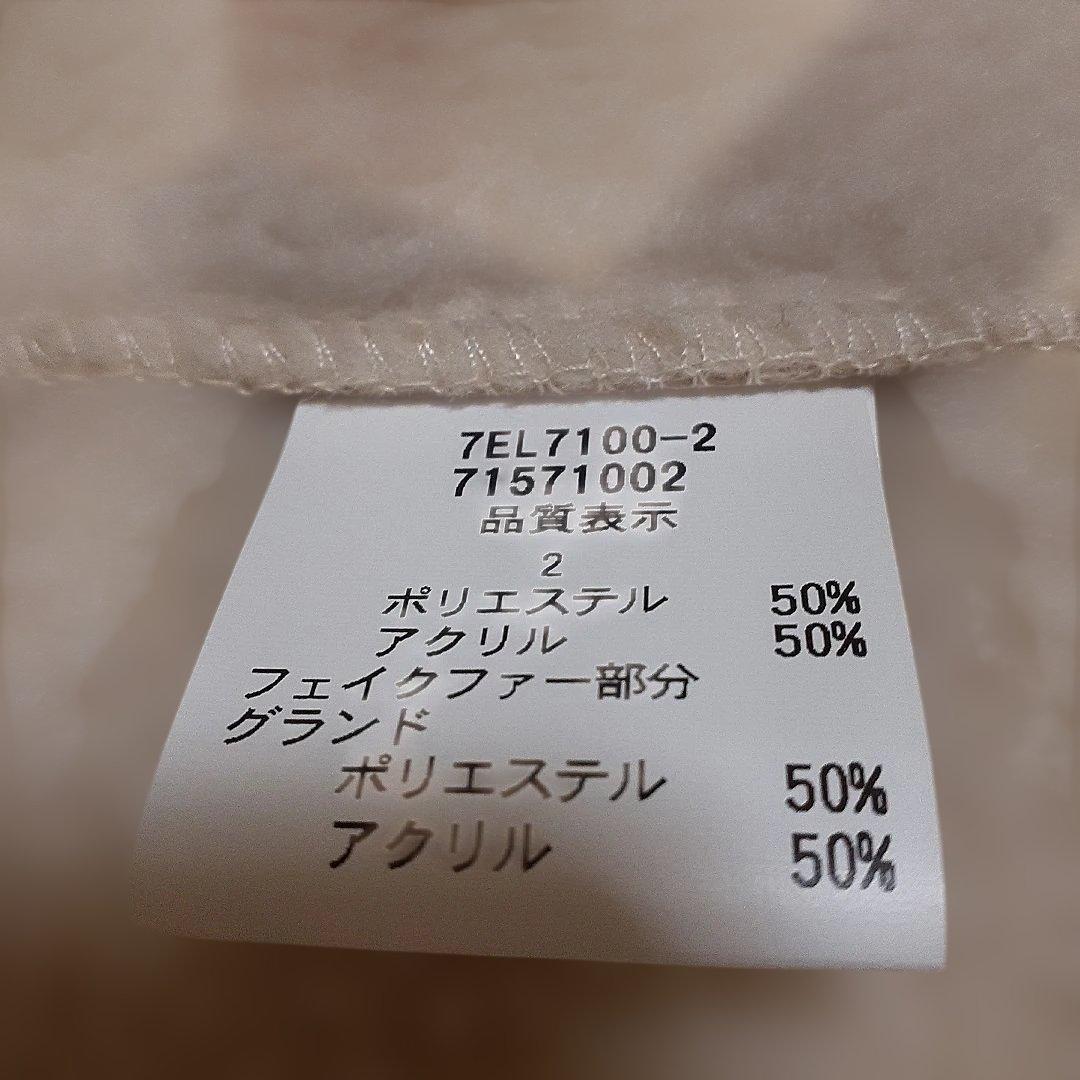 7EL7100-2
71571002
品質表示
2
ポリエステル 50%
アクリル 50%
フェイクファー部分
グランド
ポリエステル 50%
アクリル 50%